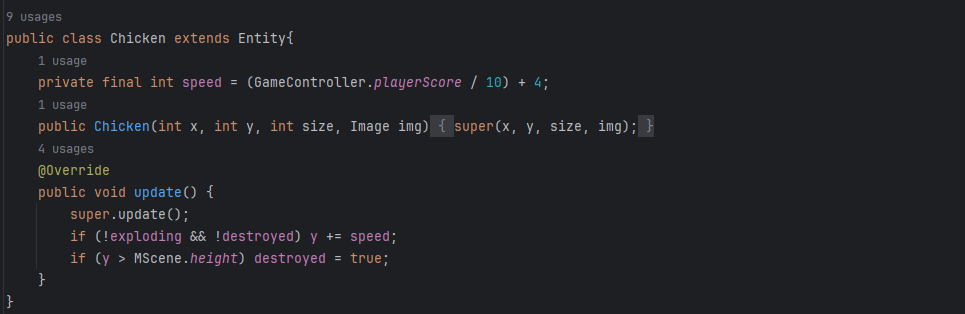 9 usages
public class Chicken extends Entity{
1 usage
private final int speed = (GameController.playerScore / 10) + 4;
1 usage
public Chicken(int x, int y, int size, Image img) { super(x, y, size, img); }
4 usages
@Override
public void update() {
super.update();
if (!exploding && !destroyed) y += speed;
if (y > MScene.height) destroyed = true;
}
}